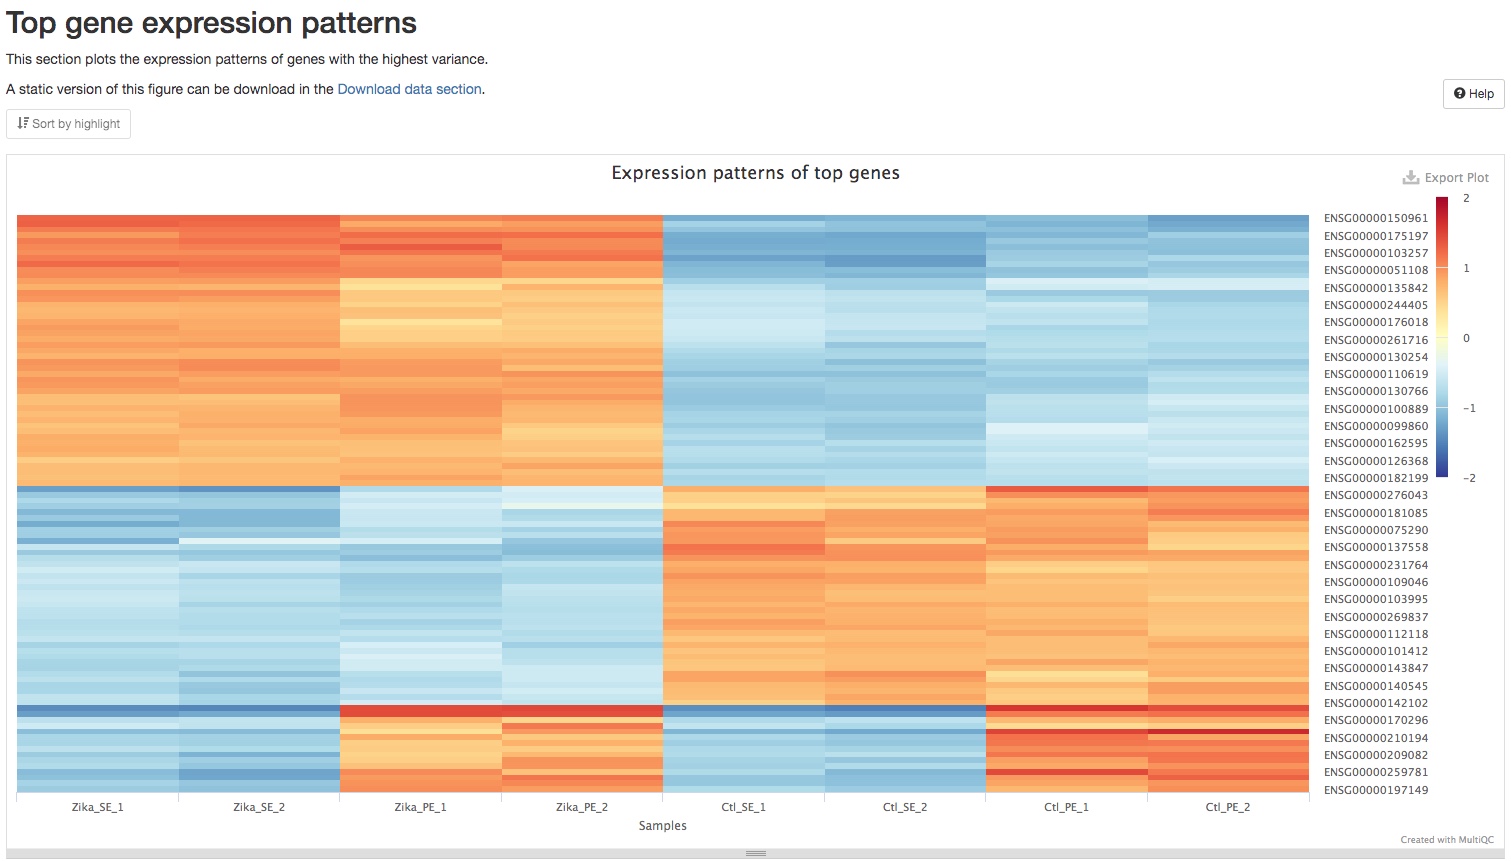 Top gene expression patterns
This section plots the expression patterns of genes with the highest variance.
A static version of this figure can be download in the Download data section.
Help
Sort by highlight
Expression patterns of top genes
Export Plot
ENSG00000150961
ENSG00000175197
ENSG00000103257
ENSG00000051108
ENSG00000135842
ENSG00000244405
ENSG00000176018
ENSG00000261716
ENSG00000130254
ENSG00000110619
ENSG00000130766
ENSG00000100889
ENSG00000099860
ENSG00000162595
ENSG00000126368
ENSG00000182199
ENSG00000276043
ENSG00000181085
ENSG00000075290
ENSG00000137558
ENSG00000231764
ENSG00000109046
ENSG00000103995
ENSG00000269837
ENSG00000112118
ENSG00000101412
ENSG00000143847
ENSG00000140545
ENSG00000142102
ENSG00000170296
ENSG00000210194
ENSG00000209082
ENSG00000259781
ENSG00000197149
2
1
0
−1
−2
Zika_SE_1 Zika_SE_2 Zika_PE_1 Zika_PE_2 Ctl_SE_1 Ctl_SE_2 Ctl_PE_1 Ctl_PE_2
Samples
Created with MultiQC